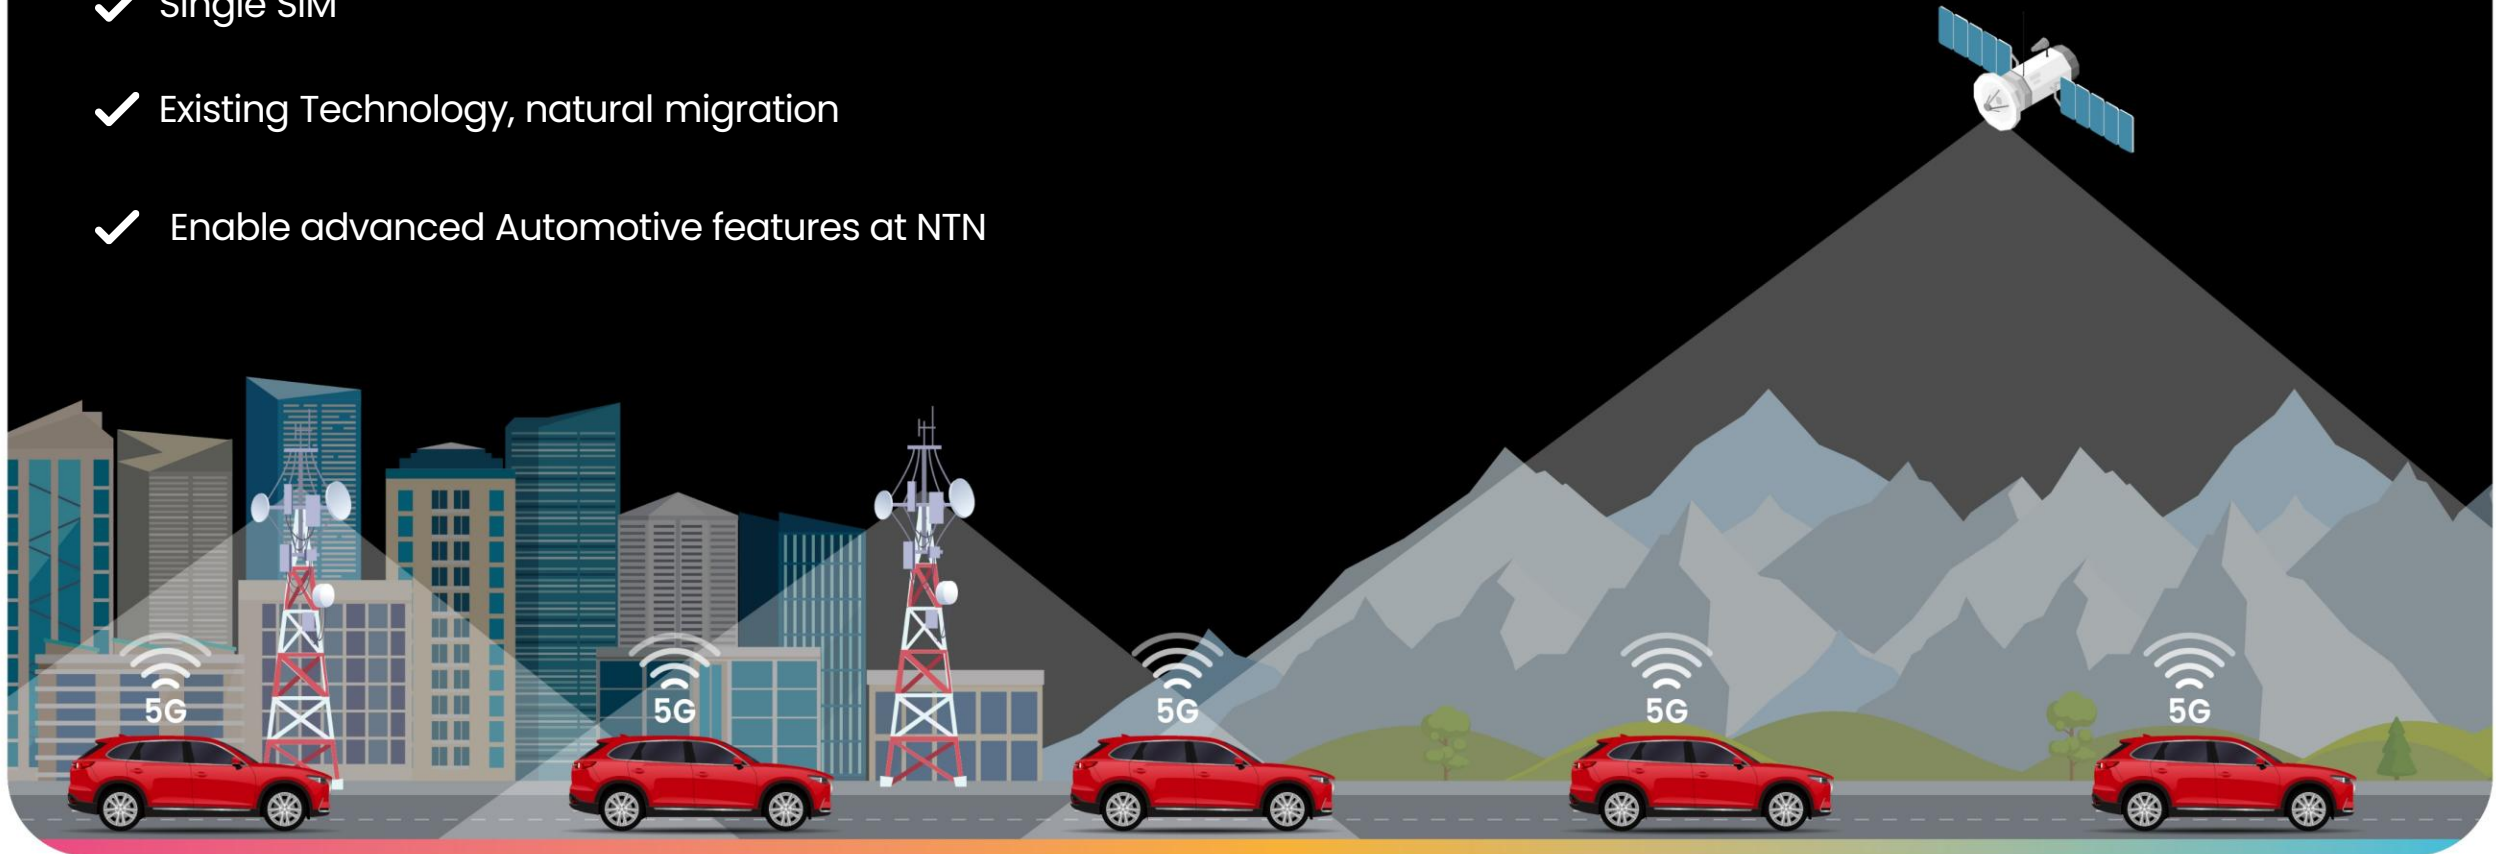 Single SIM
Existing Technology, natural migration
Enable advanced Automotive features at NTN
5G
5G
5G
5G
5G